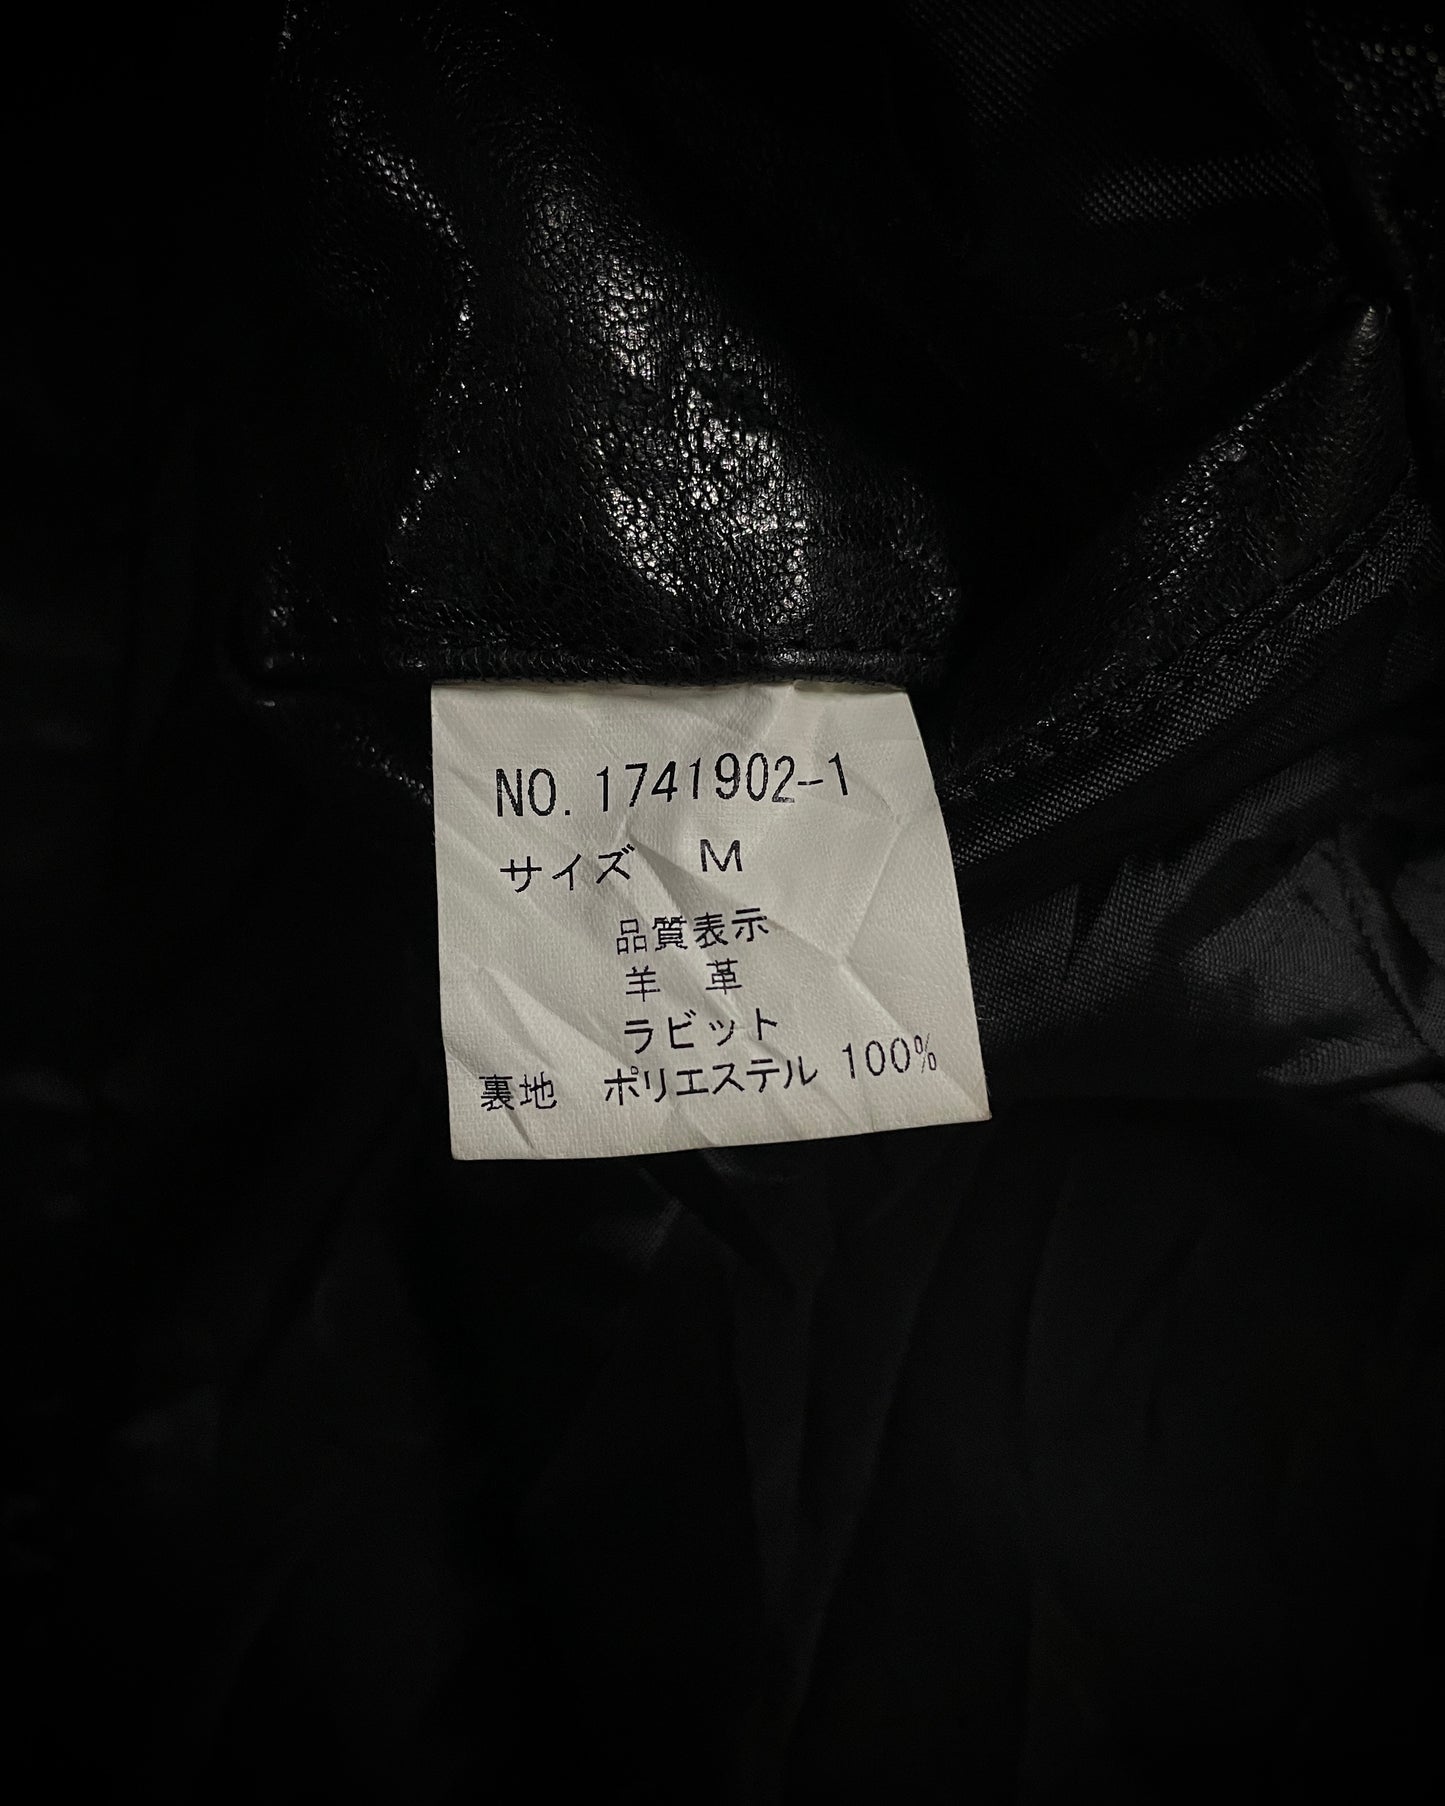 NO. 1741902-1
サイズ M
品質表示
羊 革
ラビット
裏地 ポリエステル 100%